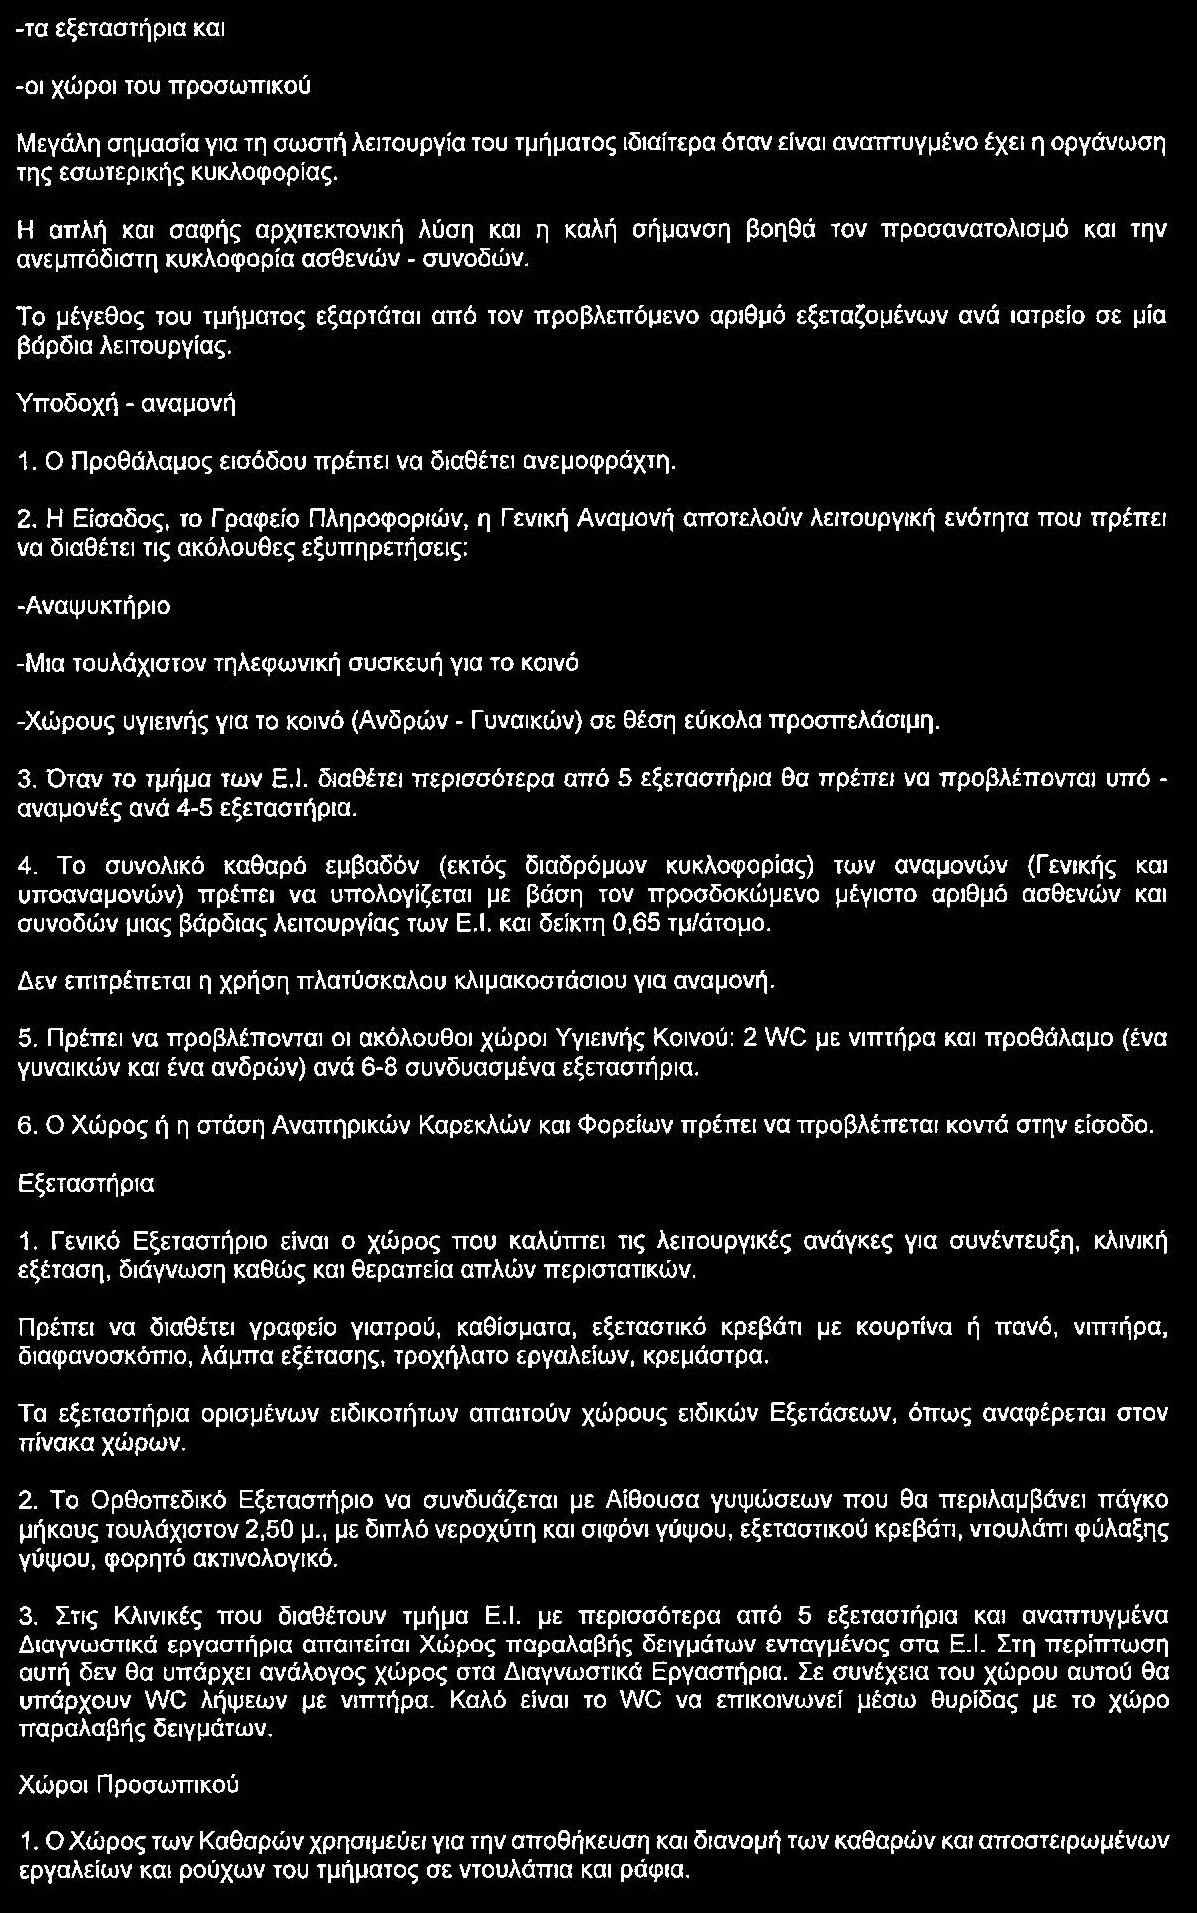 -τα εξεταστήρια και
-οι χώροι του προσωπικού
Μεγάλη σημασία για τη σωστή λειτουργία του τμήματος ιδιαίτερα όταν είναι αναπτυγμένο έχει η οργάνωση
της εσωτερικής κυκλοφορίας.
Η απλή και σαφής αρχιτεκτονική λύση και η καλή σήμανση βοηθά τον προσανατολισμό και την
ανεμπόδιστη κυκλοφορία ασθενών - συνοδών.
Το μέγεθος του τμήματος εξαρτάται από τον προβλεπόμενο αριθμό εξεταζομένων ανά ιατρείο σε μία
βάρδια λειτουργίας.
Υποδοχή - αναμονή
1. Ο Προθάλαμος εισόδου πρέπει να διαθέτει ανεμοφράχτη.
2. Η Είσοδος, το Γραφείο Πληροφοριών, η Γενική Αναμονή αποτελούν λειτουργική ενότητα που πρέπει
να διαθέτει τις ακόλουθες εξυπηρετήσεις:
-Αναψυκτήριο
-Μια τουλάχιστον τηλεφωνική συσκευή για το κοινό
-Χώρους υγιεινής για το κοινό (Ανδρών - Γυναικών) σε θέση εύκολα προσπελάσιμη.
3. Όταν το τμήμα των Ε.Ι. διαθέτει περισσότερα από 5 εξεταστήρια θα πρέπει να προβλέπονται υπό -
αναμονές ανά 4-5 εξεταστήρια.
4. Το συνολικό καθαρό εμβαδόν (εκτός διαδρόμων κυκλοφορίας) των αναμονών (Γενικής και
υποαναμονών) πρέπει να υπολογίζεται με βάση τον προσδοκώμενο μέγιστο αριθμό ασθενών και
συνοδών μιας βάρδιας λειτουργίας των Ε.Ι. και δείκτη 0,65 τμ/άτομο.
Δεν επιτρέπεται η χρήση πλατύσκαλου κλιμακοστάσιου για αναμονή.
5. Πρέπει να προβλέπονται οι ακόλουθοι χώροι Υγιεινής Κοινού: 2 WC με νιπτήρα και προθάλαμο (ένα
γυναικών και ένα ανδρών) ανά 6-8 συνδυασμένα εξεταστήρια.
6. Ο Χώρος ή η στάση Αναπηρικών Καρεκλών και Φορείων πρέπει να προβλέπεται κοντά στην είσοδο.
Εξεταστήρια
1. Γενικό Εξεταστήριο είναι ο χώρος που καλύπτει τις λειτουργικές ανάγκες για συνέντευξη, κλινική
εξέταση, διάγνωση καθώς και θεραπεία απλών περιστατικών.
Πρέπει να διαθέτει γραφείο γιατρού, καθίσματα, εξεταστικό κρεβάτι με κουρτίνα ή πανό, νιπτήρα,
διαφανοσκόπιο, λάμπα εξέτασης, τροχήλατο εργαλείων, κρεμάστρα.
Τα εξεταστήρια ορισμένων ειδικοτήτων απαιτούν χώρους ειδικών Εξετάσεων, όπως αναφέρεται στον
πίνακα χώρων.
2. Το Ορθοπεδικό Εξεταστήριο να συνδυάζεται με Αίθουσα γυψώσεων που θα περιλαμβάνει πάγκο
μήκους τουλάχιστον 2,50 μ., με διπλό νεροχύτη και σιφόνι γύψου, εξεταστικού κρεβάτι, ντουλάπι φύλαξης
γύψου, φορητό ακτινολογικό.
3. Στις Κλινικές που διαθέτουν τμήμα Ε.Ι. με περισσότερα από 5 εξεταστήρια και αναπτυγμένα
Διαγνωστικά εργαστήρια απαιτείται Χώρος παραλαβής δειγμάτων ενταγμένος στα Ε.Ι. Στη περίπτωση
αυτή δεν θα υπάρχει ανάλογος χώρος στα Διαγνωστικά Εργαστήρια. Σε συνέχεια του χώρου αυτού θα
υπάρχουν WC λήψεων με νιπτήρα. Καλό είναι το WC να επικοινωνεί μέσω θυρίδας με το χώρο
παραλαβής δειγμάτων.
Χώροι Προσωπικού
1. Ο Χώρος των Καθαρών χρησιμεύει για την αποθήκευση και διανομή των καθαρών και αποστειρωμένων
εργαλείων και ρούχων του τμήματος σε ντουλάπια και ράφια.